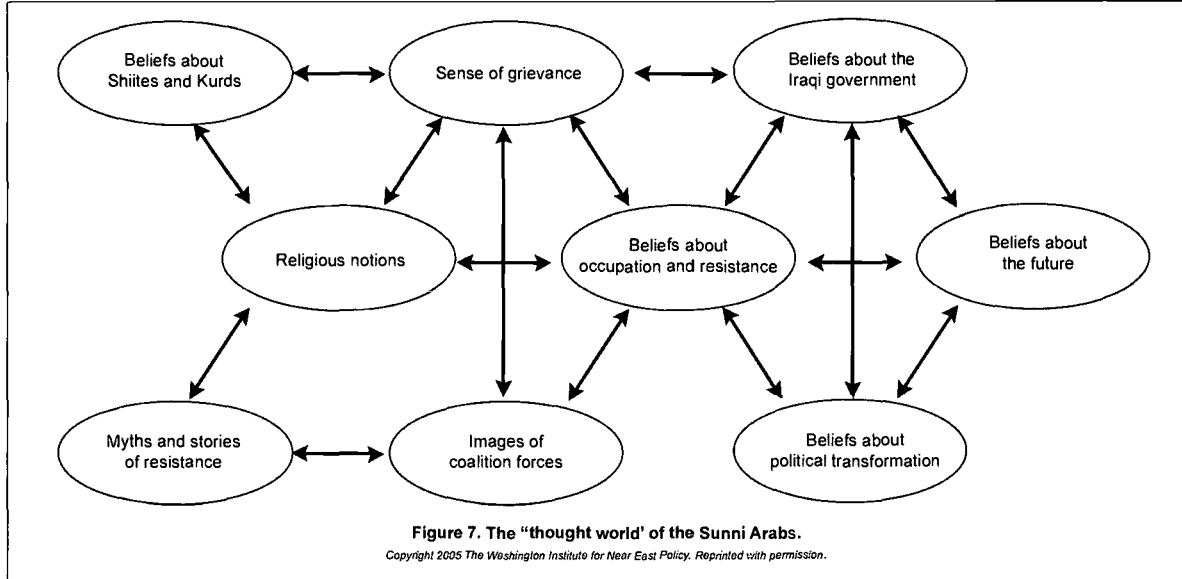 Beliefs about
Shiites and Kurds
Sense of grievance
Beliefs about the
Iraqi government
Religious notions
Beliefs about
occupation and resistance
Beliefs about
the future
Myths and stories
of resistance
Images of
coalition forces
Beliefs about
political transformation
Figure 7. The "thought world' of the Sunni Arabs.
Copyright 2005 The Washington Institute for Near East Policy. Reprinted with permission.